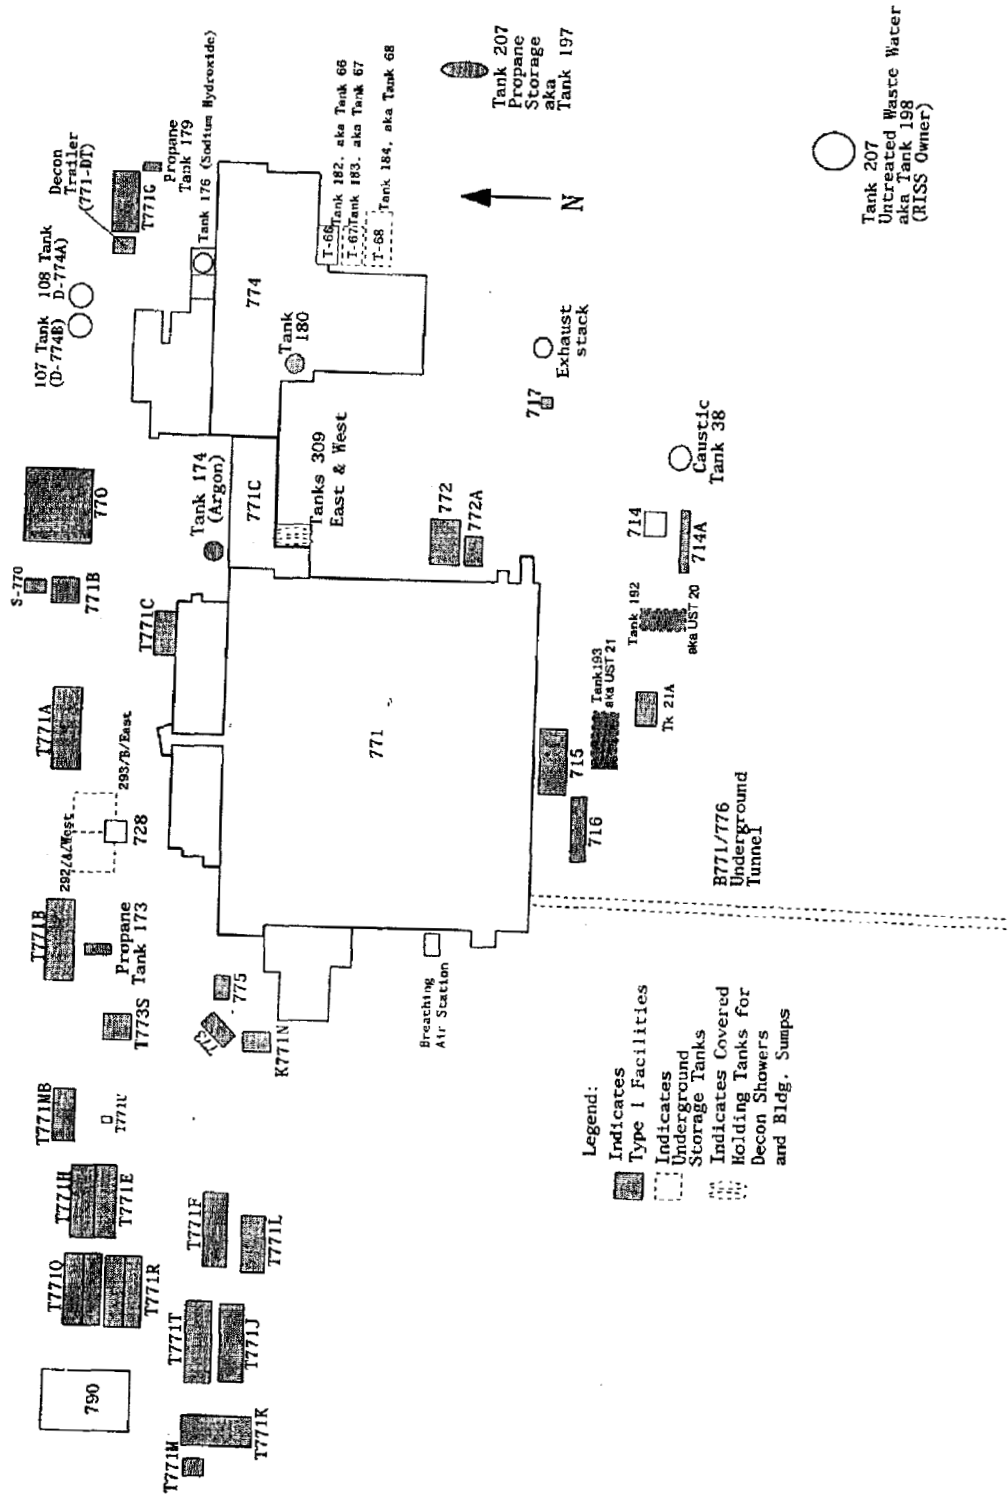 790
T771M
T771K
T771Q
T771R
T771T
T771J
T771H
T771E
T771F
T771L
T771MB
T771U
T773S
T771B
Propane
Tank 173
773
775
K771N
292/A/West
293/B/East
728
T771A
S-770
771B
770
T771C
Tank 174
(Argon)
771C
Tanks 309
East & West
771
Breathing
Air Station
772
772A
107 Tank
(D-774B)
108 Tank
D-774A)
Decon
Trailer
(771-DT)
T771G
Propane
Tank 179
Tank 176 (Sodium Hydroxide)
774
Tank
180
T-66
T-67
T-68
Tank 182, aka Tank 66
Tank 183, aka Tank 67
Tank 184, aka Tank 68
Tank 207
Propane
Storage
aka
Tank 197
N
717
Exhaust
stack
715
716
Tank193
aka UST 21
Tk 21A
Tank 192
aka UST 20
714
714A
Caustic
Tank 38
B771/776
Underground
Tunnel
Tank 207
Untreated Waste Water
aka Tank 198
(RISS Owner)
Legend:
Indicates
Type 1 Facilities
Indicates
Underground
Storage Tanks
Indicates Covered
Holding Tanks for
Decon Showers
and Bldg. Sumps